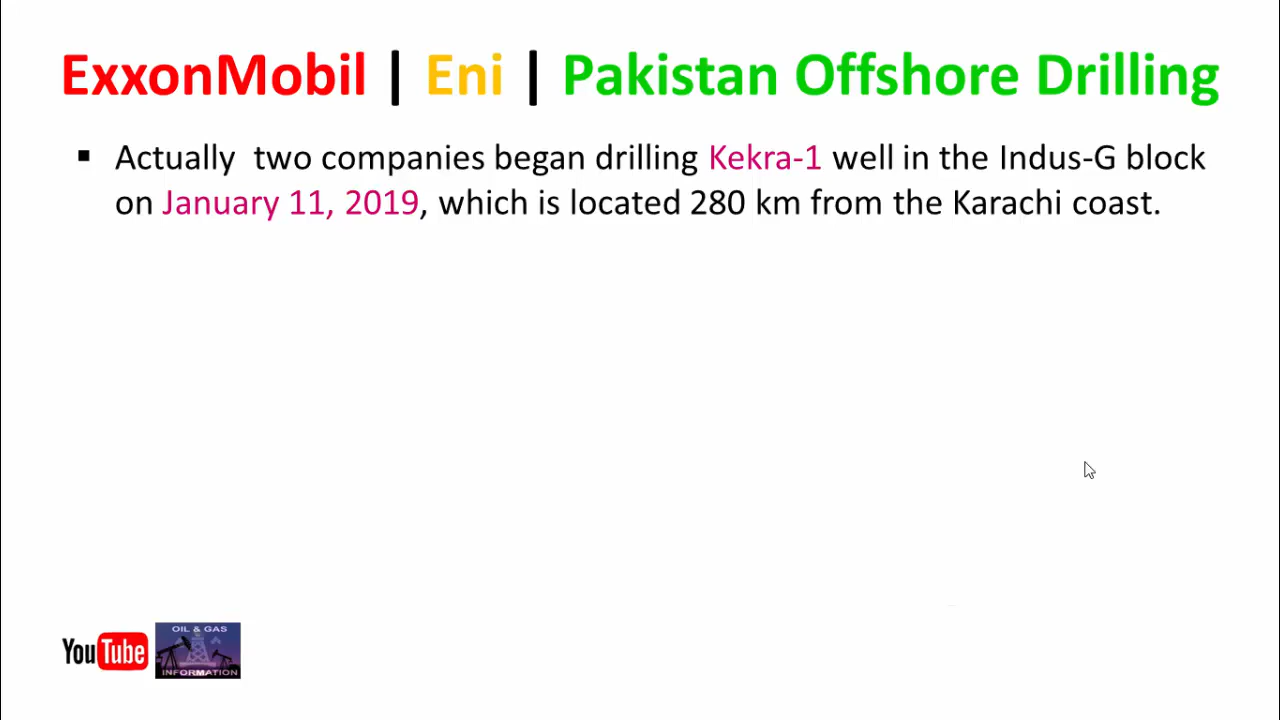 ExxonMobil | Eni | Pakistan Offshore Drilling
▪ Actually  two companies began drilling Kekra-1 well in the Indus-G block
on January 11, 2019, which is located 280 km from the Karachi coast.
YouTube
OIL & GAS
INFORMATION